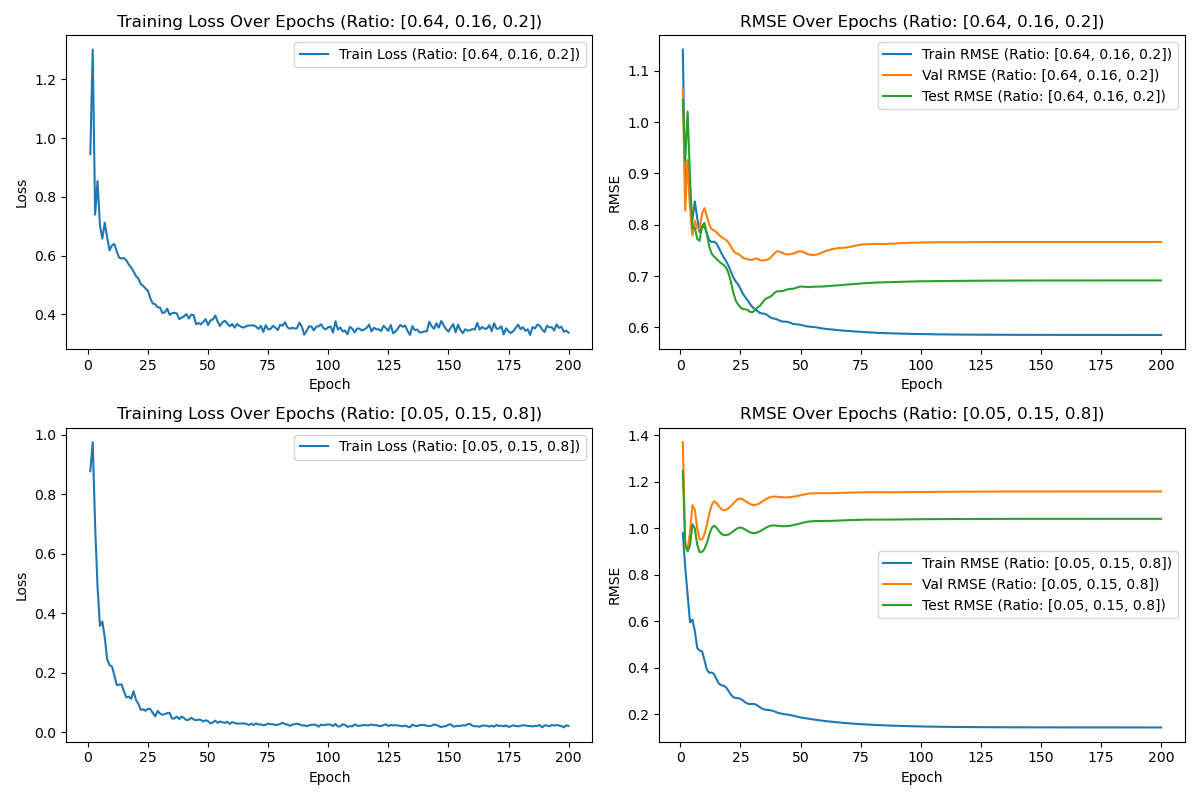 Training Loss Over Epochs (Ratio: [0.64, 0.16, 0.2])
Train Loss (Ratio: [0.64, 0.16, 0.2])
1.2
1.0
0.8
0.6
0.4
Loss
0 25 50 75 100 125 150 175 200
Epoch
RMSE Over Epochs (Ratio: [0.64, 0.16, 0.2])
Train RMSE (Ratio: [0.64, 0.16, 0.2])
Val RMSE (Ratio: [0.64, 0.16, 0.2])
Test RMSE (Ratio: [0.64, 0.16, 0.2])
1.1
1.0
0.9
0.8
0.7
0.6
RMSE
0 25 50 75 100 125 150 175 200
Epoch
Training Loss Over Epochs (Ratio: [0.05, 0.15, 0.8])
Train Loss (Ratio: [0.05, 0.15, 0.8])
1.0
0.8
0.6
0.4
0.2
0.0
Loss
0 25 50 75 100 125 150 175 200
Epoch
RMSE Over Epochs (Ratio: [0.05, 0.15, 0.8])
1.4
1.2
1.0
0.8
0.6
0.4
0.2
RMSE
Train RMSE (Ratio: [0.05, 0.15, 0.8])
Val RMSE (Ratio: [0.05, 0.15, 0.8])
Test RMSE (Ratio: [0.05, 0.15, 0.8])
0 25 50 75 100 125 150 175 200
Epoch